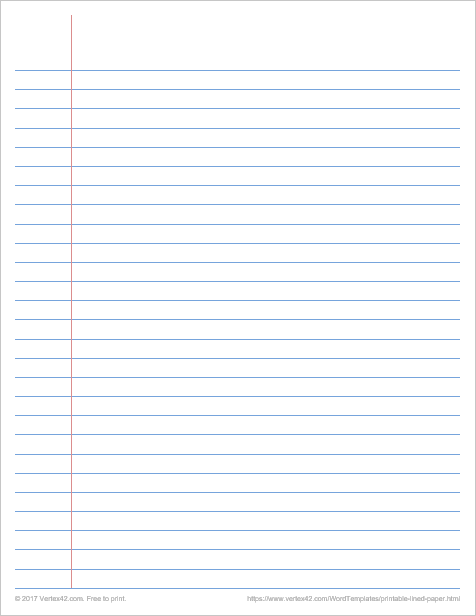 © 2017 Vertex42.com. Free to print.
https://www.vertex42.com/WordTemplates/printable-lined-paper.html